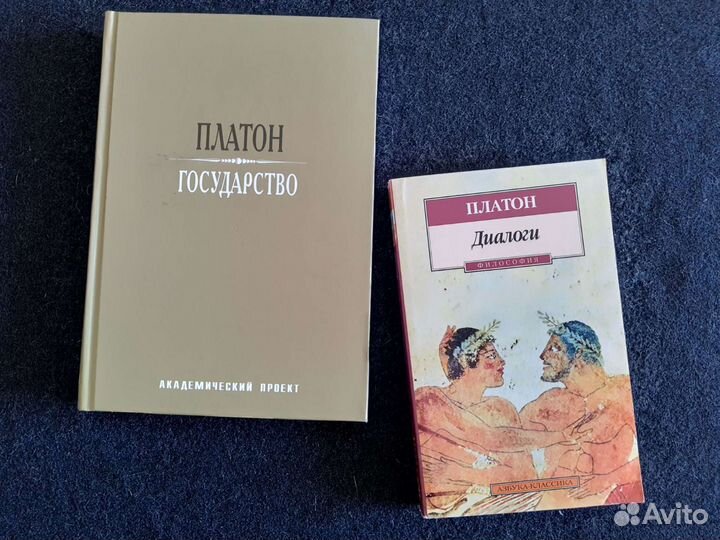 ПЛАТОН
ГОСУДАРСТВО
АКАДЕМИЧЕСКИЙ ПРОЕКТ
ПЛАТОН
Диалоги
ФИЛОСОФИЯ
АЗБУКА-КЛАССИКА
Avito